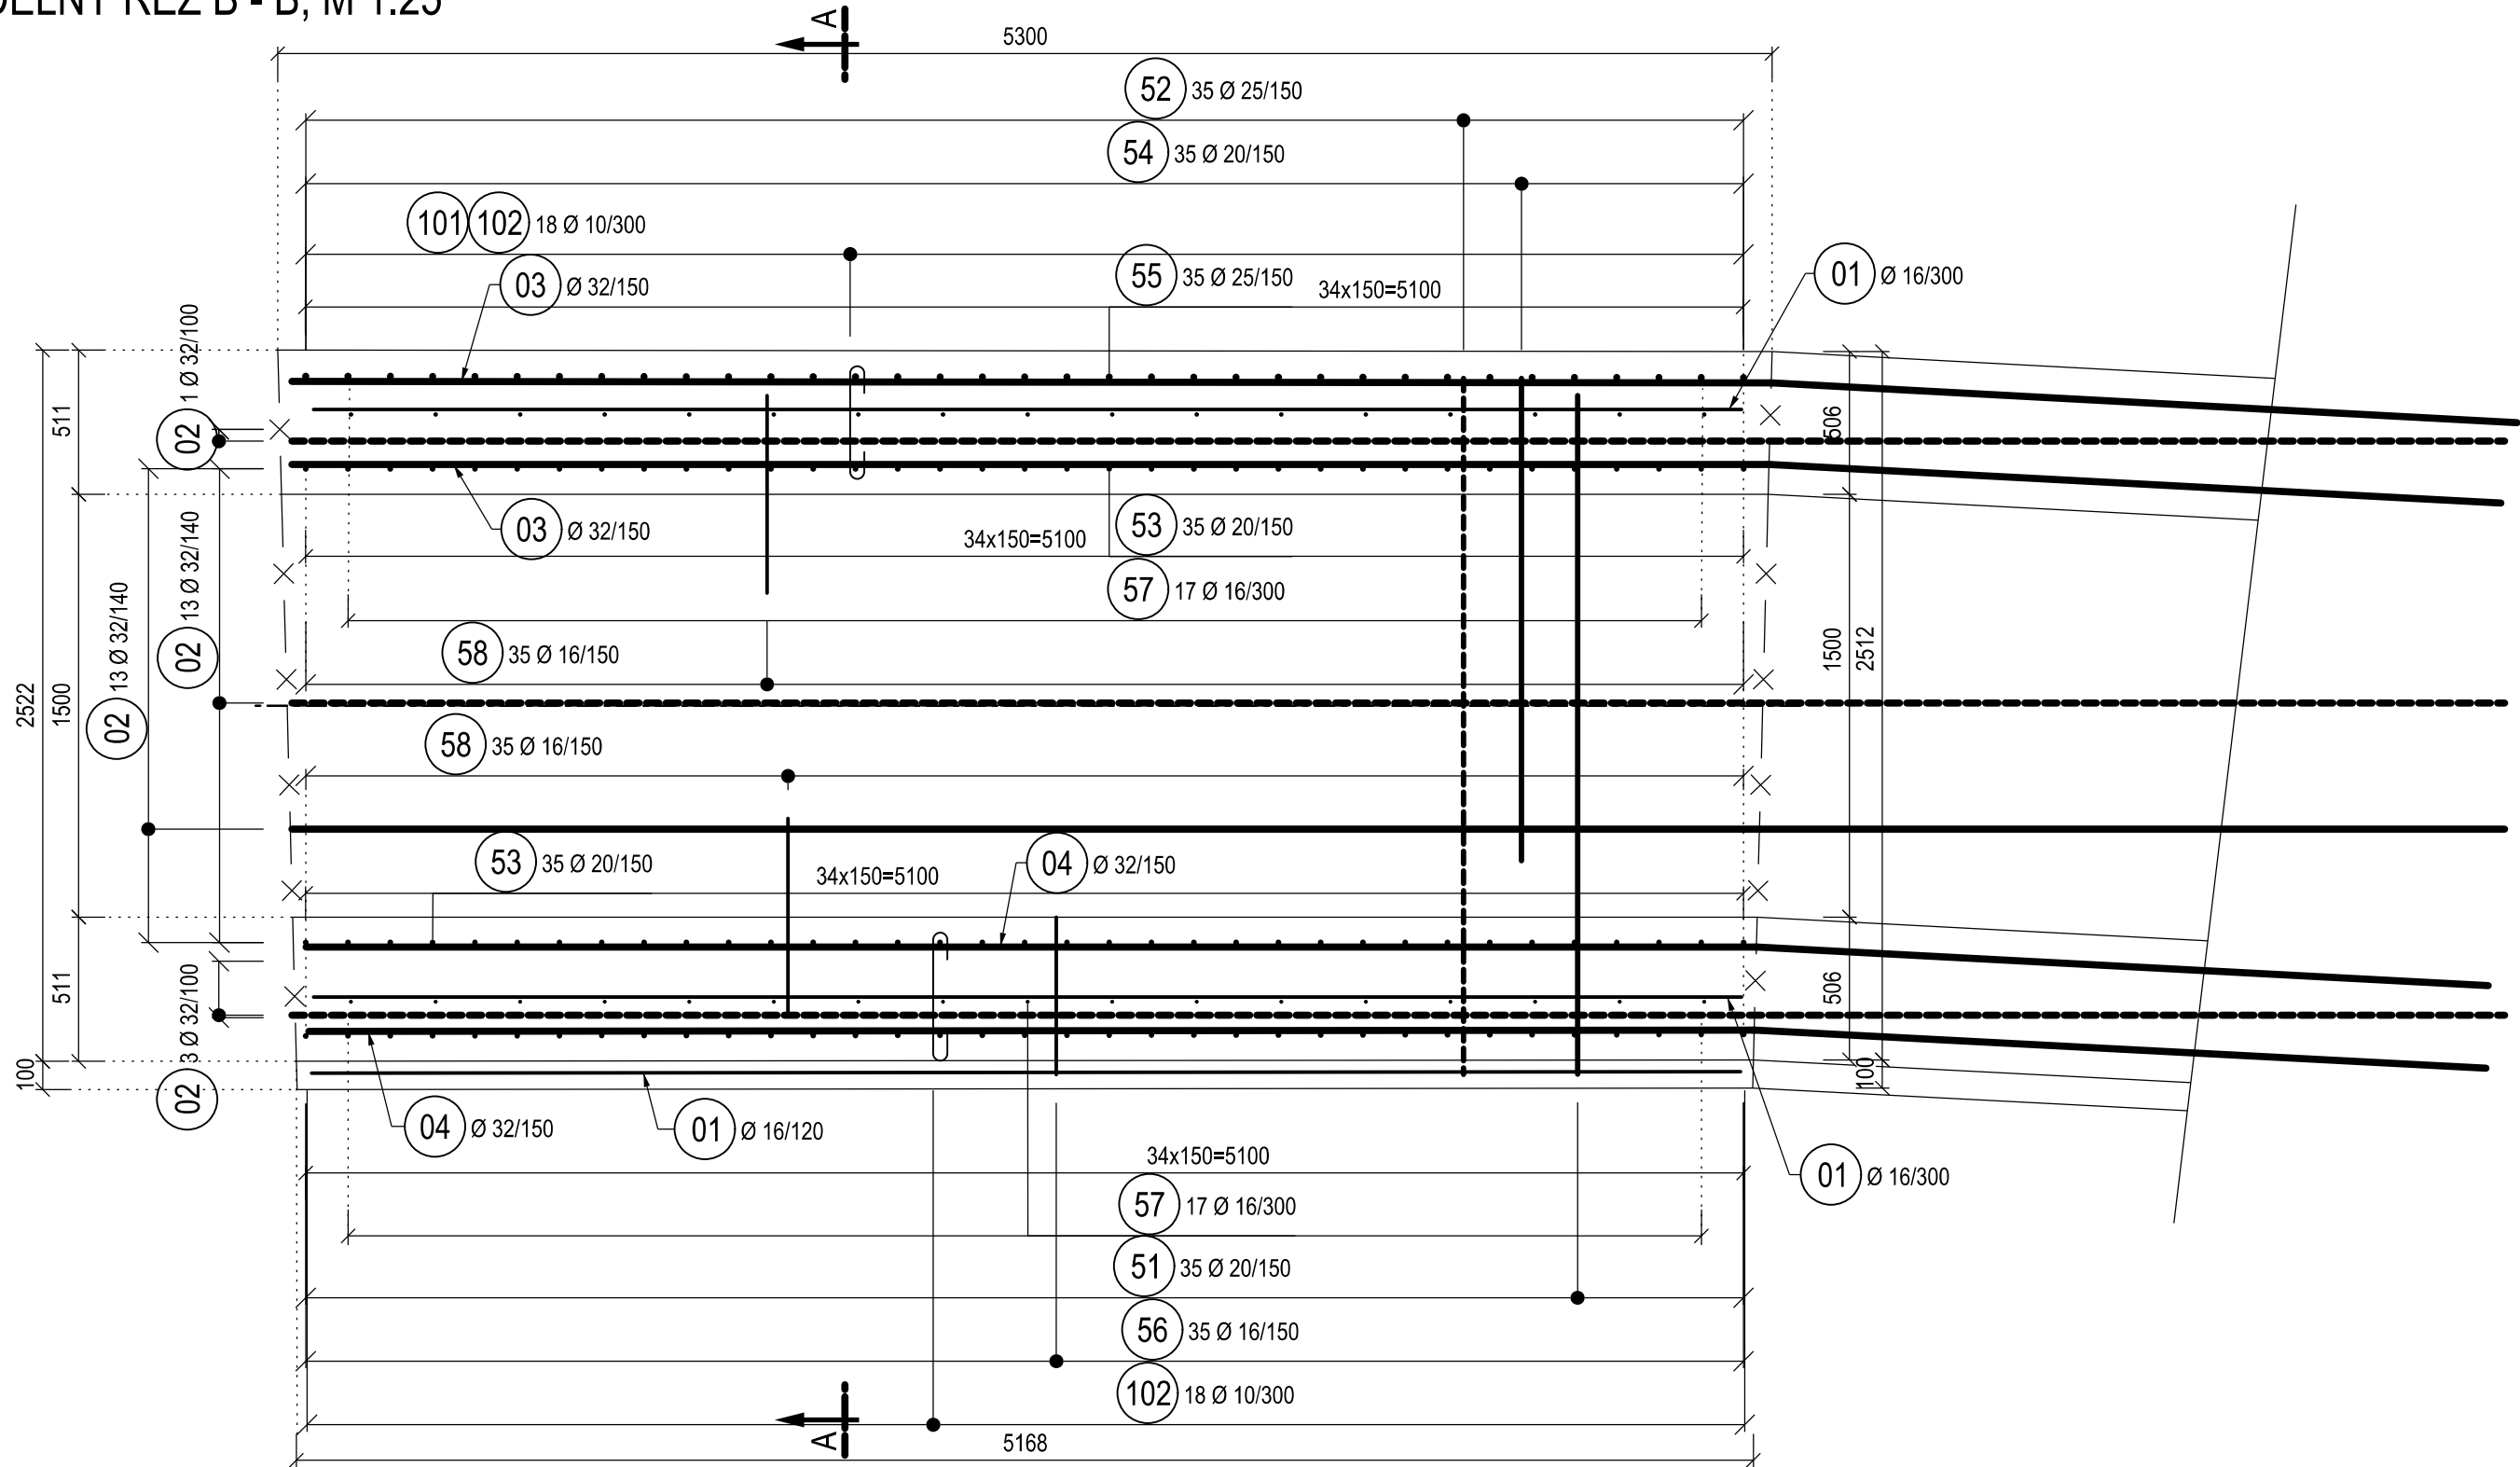 B - B, M 1:25
A
5300
52 35 Ø 25/150
54 35 Ø 20/150
101 102 18 Ø 10/300
03 Ø 32/150
55 35 Ø 25/150
34x150=5100
01 Ø 16/300
02 1 Ø 32/100
511
506
03 Ø 32/150
53 35 Ø 20/150
34x150=5100
57 17 Ø 16/300
02 13 Ø 32/140
02 13 Ø 32/140
58 35 Ø 16/150
2522
1500
1500
2512
58 35 Ø 16/150
53 35 Ø 20/150
34x150=5100
04 Ø 32/150
511
02 3 Ø 32/100
506
100
100
04 Ø 32/150
01 Ø 16/120
34x150=5100
01 Ø 16/300
57 17 Ø 16/300
51 35 Ø 20/150
56 35 Ø 16/150
102 18 Ø 10/300
A
5168